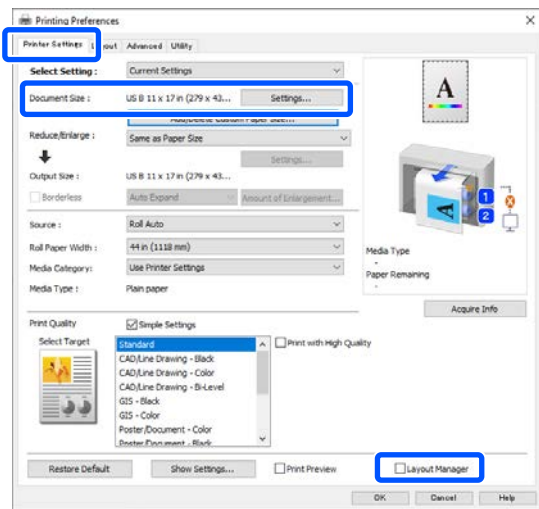 Printing Preferences
Printer Settings
Advanced
Utility
Select Setting :
Current Settings
Document Size :
US B 11 x 17 in (279 x 43...
Settings...
Reduce/Enlarge :
Same as Paper Size
Settings...
Output Size :
US B 11 x 17 in (279 x 43...
Borderless
Auto Expand
Amount of Enlargement...
Source :
Roll Auto
Roll Paper Width :
44 in (1118 mm)
Media Category:
Use Printer Settings
Media Type :
Plain paper
A
A
1
2
Media Type
-
Paper Remaining
-
Acquire Info
Print Quality
Simple Settings
Select Target
Standard
CAD/Line Drawing - Black
CAD/Line Drawing - Color
CAD/Line Drawing - Bi-Level
GIS - Black
GIS - Color
Poster/Document - Color
Poster/Document - Black
Print with High Quality
Restore Default
Show Settings...
Print Preview
Layout Manager
OK
Cancel
Help